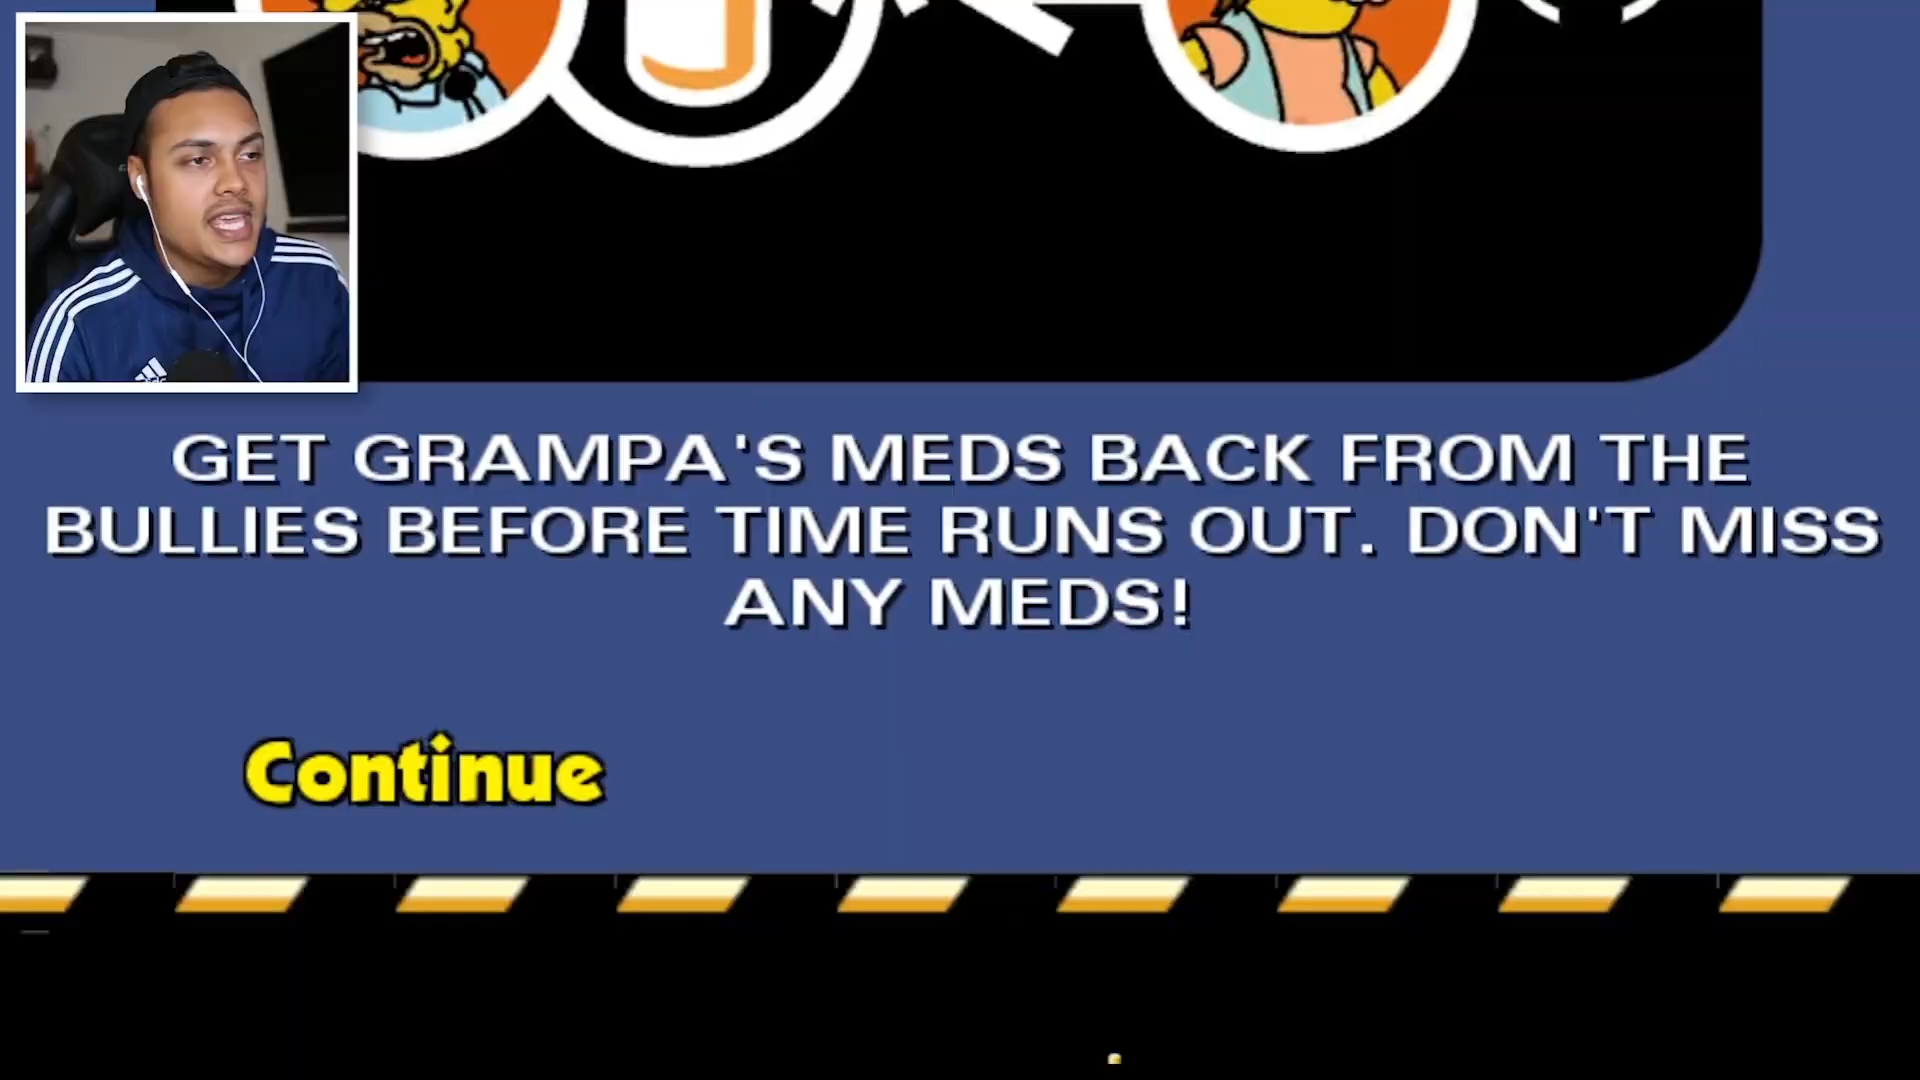 GET GRAMPA'S MEDS BACK FROM THE
BULLIES BEFORE TIME RUNS OUT. DON'T MISS
ANY MEDS!
Continue